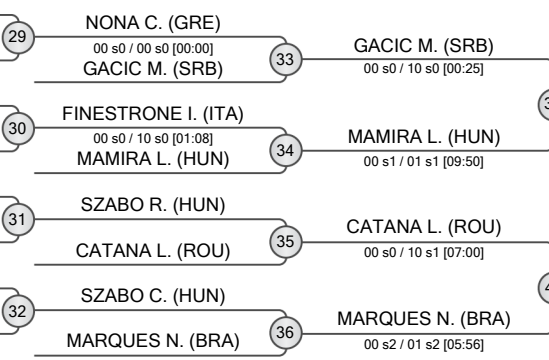 29
NONA C. (GRE)
00 s0 / 00 s0 [00:00]
GACIC M. (SRB)
33
GACIC M. (SRB)
00 s0 / 10 s0 [00:25]
30
FINESTRONE I. (ITA)
00 s0 / 10 s0 [01:08]
MAMIRA L. (HUN)
34
MAMIRA L. (HUN)
00 s1 / 01 s1 [09:50]
31
SZABO R. (HUN)
CATANA L. (ROU)
35
CATANA L. (ROU)
00 s0 / 10 s1 [07:00]
32
SZABO C. (HUN)
MARQUES N. (BRA)
36
MARQUES N. (BRA)
00 s2 / 01 s2 [05:56]